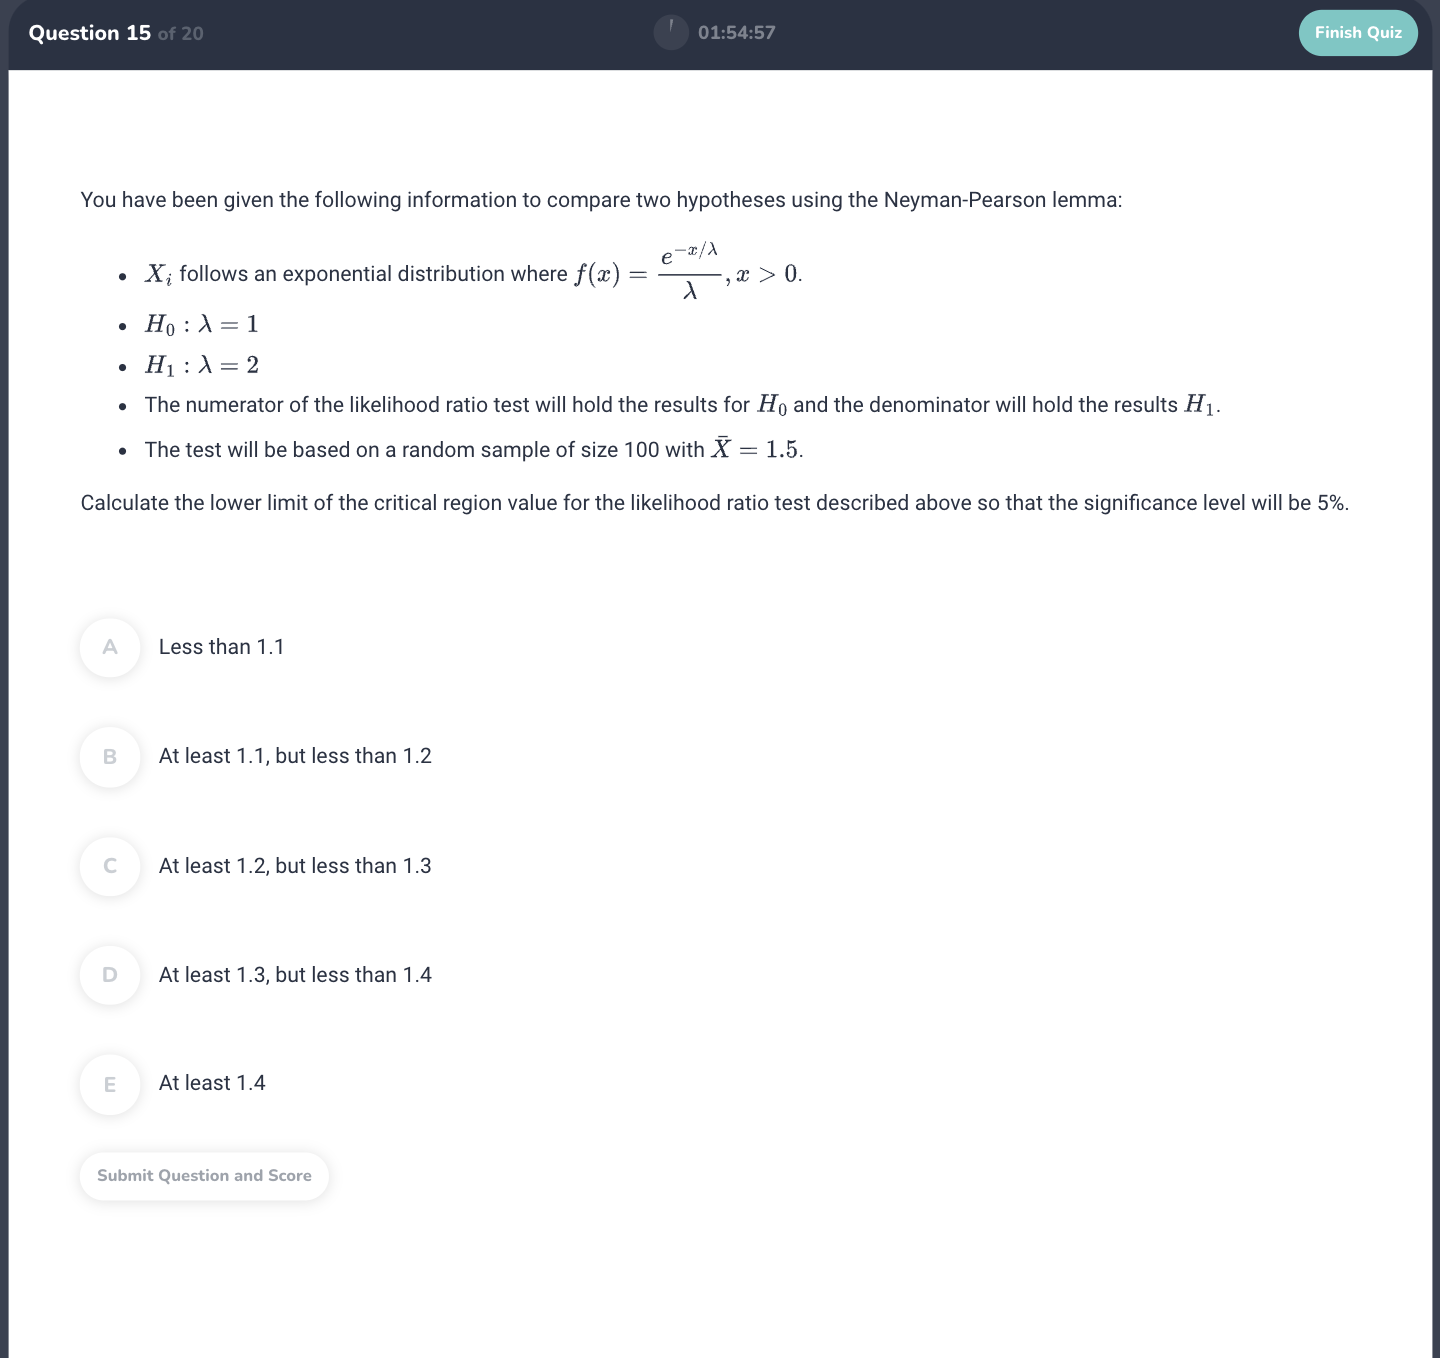 Question 15 of 20
01:54:57
Finish Quiz
You have been given the following information to compare two hypotheses using the Neyman-Pearson lemma:
• X_i follows an exponential distribution where f(x) = e^{-x/λ}/λ, x > 0.
• H_0 : λ = 1
• H_1 : λ = 2
• The numerator of the likelihood ratio test will hold the results for H_0 and the denominator will hold the results H_1.
• The test will be based on a random sample of size 100 with X̄ = 1.5.
Calculate the lower limit of the critical region value for the likelihood ratio test described above so that the significance level will be 5%.
A Less than 1.1
B At least 1.1, but less than 1.2
C At least 1.2, but less than 1.3
D At least 1.3, but less than 1.4
E At least 1.4
Submit Question and Score